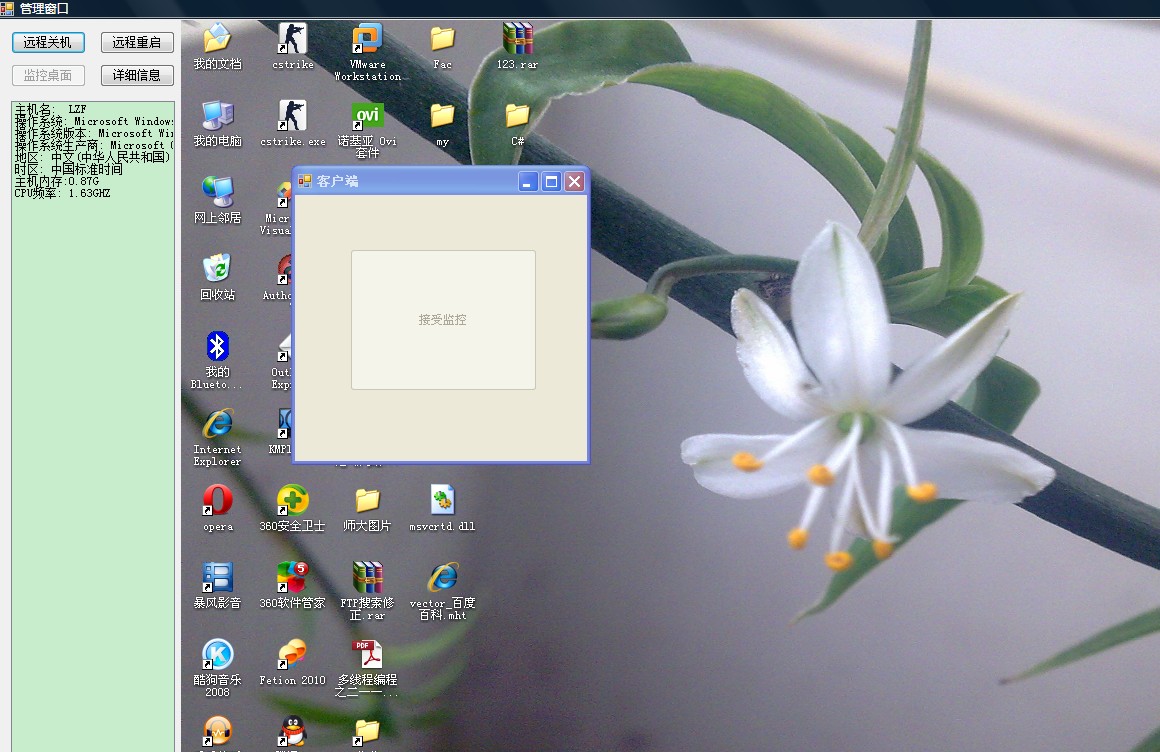 管理窗口
远程关机
远程重启
监控桌面
详细信息
主机名: LZF
操作系统: Microsoft Windows
操作系统版本: Microsoft Wi
操作系统生产商: Microsoft
地区: 中文(中华人民共和国)
时区: 中国标准时间
主机内存:0.87G
CPU频率: 1.63GHZ
我的文档
cstrike
VMware
Workstation
Fac
123.rar
我的电脑
cstrike.exe
诺基亚 Ovi
套件
my
C#
ovi
客户端
接受监控
网上邻居
Micr
Visua
回收站
Autho
我的
Blueto...
Out
Exp
Internet
Explorer
KMPl
opera
360安全卫士
师大图片
msvcrtd.dll
暴风影音
5
360软件管家
FTP搜索修
正.rar
vector_百度
百科.mht
K
酷狗音乐
2008
Fetion 2010
PDF
多线程编程
之二——...